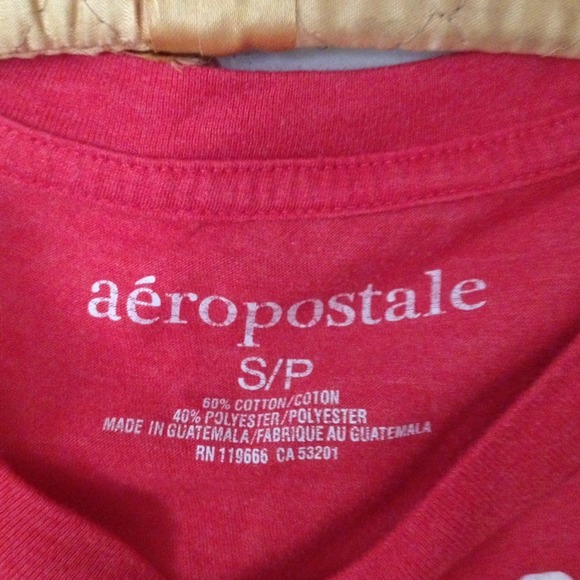 aéropostale
S/P
60% COTTON/COTON
40% POLYESTER/POLYESTER
MADE IN GUATEMALA/FABRIQUE AU GUATEMALA
RN 119666 CA 53201